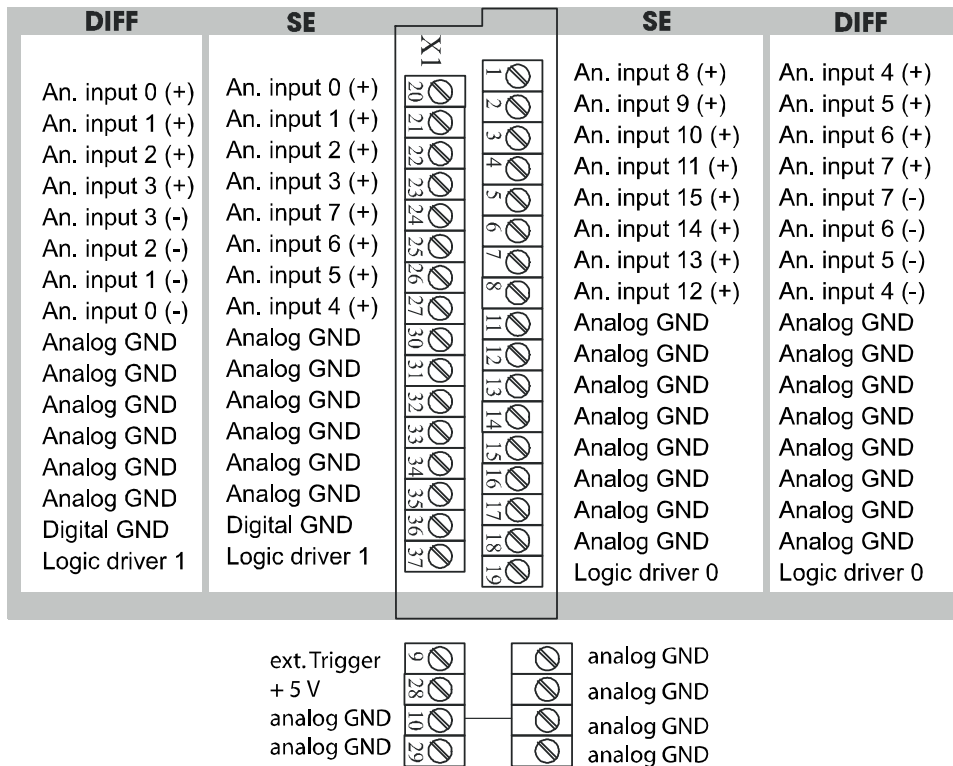 DIFF SE SE DIFF
X1
An. input 0 (+) An. input 0 (+) 20 1 An. input 8 (+) An. input 4 (+)
An. input 1 (+) An. input 1 (+) 21 2 An. input 9 (+) An. input 5 (+)
An. input 2 (+) An. input 2 (+) 22 3 An. input 10 (+) An. input 6 (+)
An. input 3 (+) An. input 3 (+) 23 4 An. input 11 (+) An. input 7 (+)
An. input 3 (-) An. input 7 (+) 24 5 An. input 15 (+) An. input 7 (-)
An. input 2 (-) An. input 6 (+) 25 6 An. input 14 (+) An. input 6 (-)
An. input 1 (-) An. input 5 (+) 26 7 An. input 13 (+) An. input 5 (-)
An. input 0 (-) An. input 4 (+) 27 8 An. input 12 (+) An. input 4 (-)
Analog GND Analog GND 30 11 Analog GND Analog GND
Analog GND Analog GND 31 12 Analog GND Analog GND
Analog GND Analog GND 32 13 Analog GND Analog GND
Analog GND Analog GND 33 14 Analog GND Analog GND
Analog GND Analog GND 34 15 Analog GND Analog GND
Analog GND Analog GND 35 16 Analog GND Analog GND
Digital GND Digital GND 36 17 Analog GND Analog GND
Logic driver 1 Logic driver 1 37 18 Analog GND Analog GND
19 Logic driver 0 Logic driver 0
ext. Trigger 9 analog GND
+ 5 V 28 analog GND
analog GND 10 analog GND
analog GND 29 analog GND